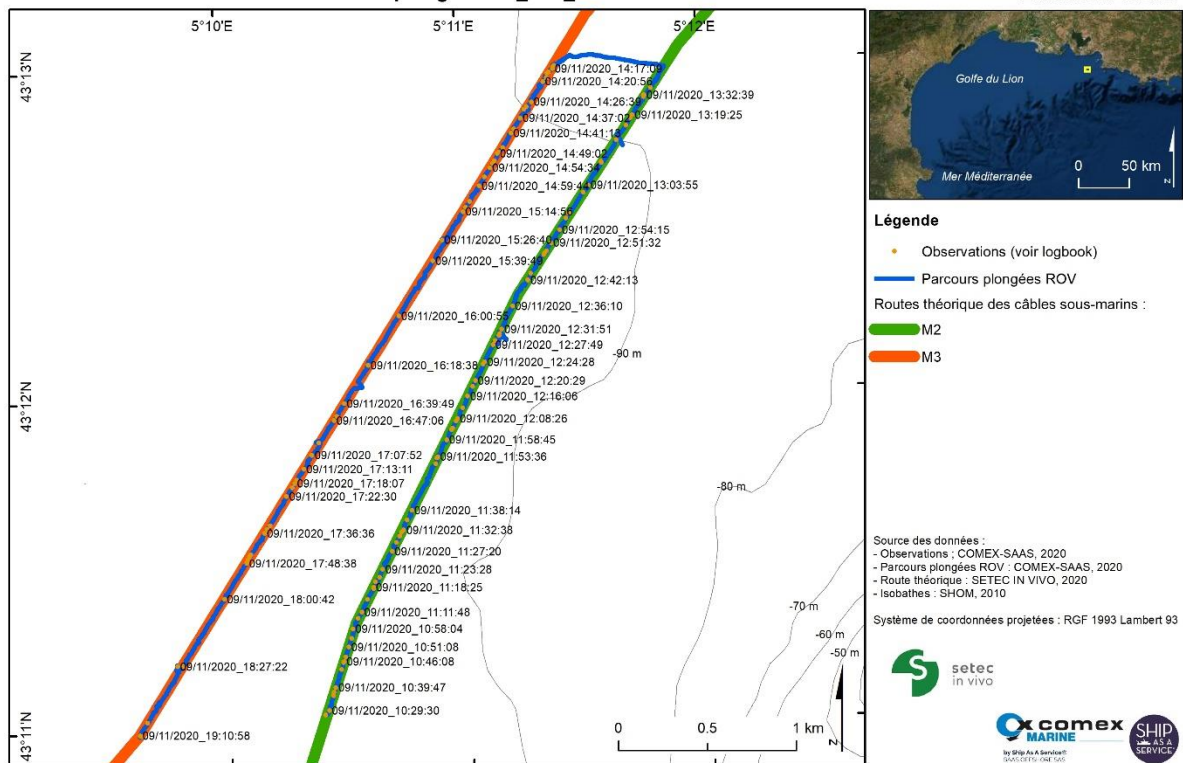 5°10'E
5°11'E
5°12'E
43°13'N
43°12'N
43°11'N
09/11/2020_14:17:09
09/11/2020_14:20:56
09/11/2020_14:26:39
09/11/2020_14:37:02
09/11/2020_14:41:13
09/11/2020_14:49:02
09/11/2020_14:54:34
09/11/2020_14:59:44
09/11/2020_15:14:56
09/11/2020_15:26:40
09/11/2020_15:39:49
09/11/2020_16:00:55
09/11/2020_16:18:38
09/11/2020_16:39:49
09/11/2020_16:47:06
09/11/2020_17:07:52
09/11/2020_17:13:11
09/11/2020_17:18:07
09/11/2020_17:22:30
09/11/2020_17:36:36
09/11/2020_17:48:38
09/11/2020_18:00:42
09/11/2020_18:27:22
09/11/2020_19:10:58
09/11/2020_13:32:39
09/11/2020_13:19:25
09/11/2020_13:03:55
09/11/2020_12:54:15
09/11/2020_12:51:32
09/11/2020_12:42:13
09/11/2020_12:36:10
09/11/2020_12:31:51
09/11/2020_12:27:49
09/11/2020_12:24:28
09/11/2020_12:20:29
09/11/2020_12:16:06
09/11/2020_12:08:26
09/11/2020_11:58:45
09/11/2020_11:53:36
09/11/2020_11:38:14
09/11/2020_11:32:38
09/11/2020_11:27:20
09/11/2020_11:23:28
09/11/2020_11:18:25
09/11/2020_11:11:48
09/11/2020_10:58:04
09/11/2020_10:51:08
09/11/2020_10:46:08
09/11/2020_10:39:47
09/11/2020_10:29:30
-90 m
-80 m
-70 m
-60 m
-50 m
0 0.5 1 km
N
Golfe du Lion
Mer Méditerranée
0 50 km
N
Légende
Observations (voir logbook)
Parcours plongées ROV
Routes théorique des câbles sous-marins :
M2
M3
Source des données :
- Observations ; COMEX-SAAS, 2020
- Parcours plongées ROV : COMEX-SAAS, 2020
- Route théorique : SETEC IN VIVO, 2020
- Isobathes : SHOM, 2010
Système de coordonnées projetées : RGF 1993 Lambert 93
setec
in vivo
comex
MARINE
by Ship As A Service®
SAAS OFFSHORE SAS
SHIP
AS A
SERVICE